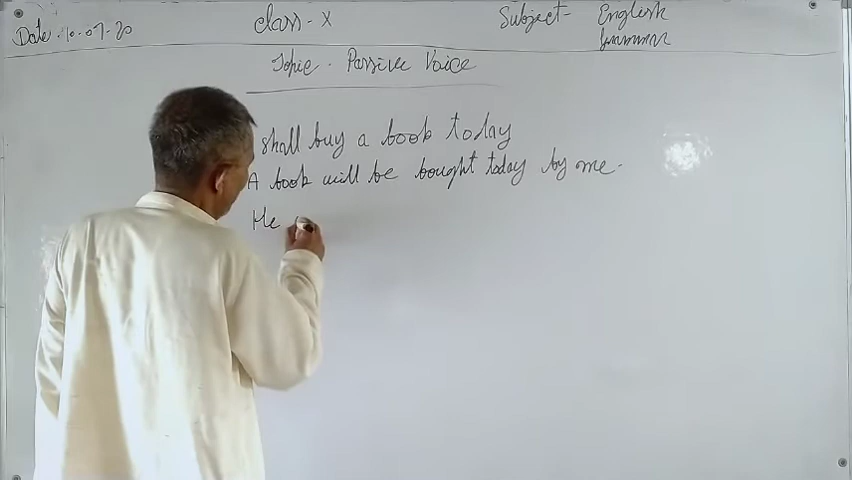 Date : 10-07-20 Class - X Subject - English
Grammar
Topic - Passive Voice
shall buy a book today
A book will be bought today by me.
He